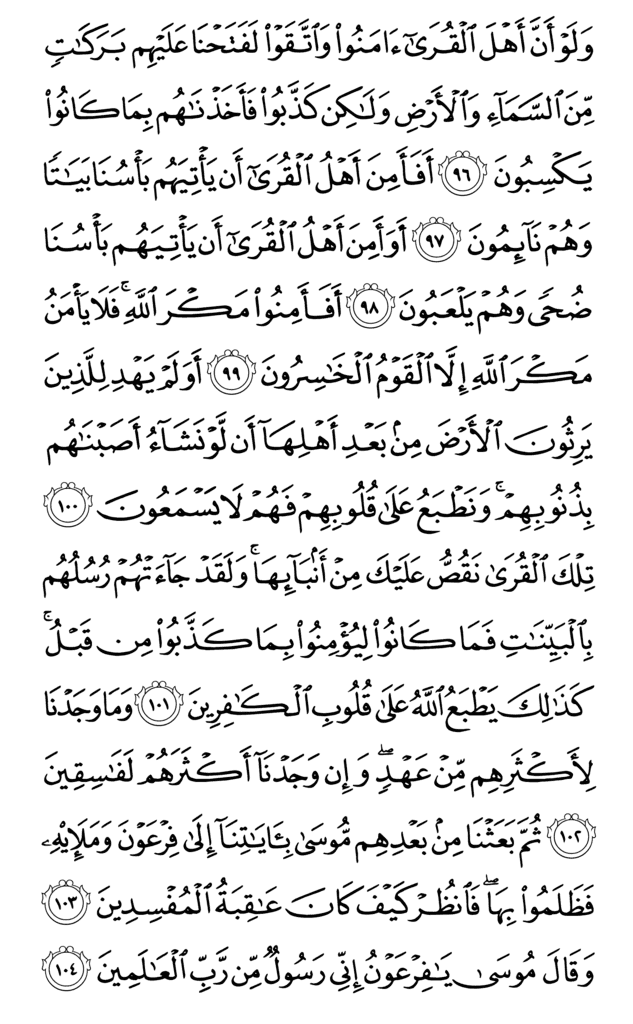 وَلَوۡ أَنَّ أَهۡلَ ٱلۡقُرَىٰٓ ءَامَنُواْ وَٱتَّقَوۡاْ لَفَتَحۡنَا عَلَيۡهِم بَرَكَٰتٖ
مِّنَ ٱلسَّمَآءِ وَٱلۡأَرۡضِ وَلَٰكِن كَذَّبُواْ فَأَخَذۡنَٰهُم بِمَا كَانُواْ
يَكۡسِبُونَ ٩٦ أَفَأَمِنَ أَهۡلُ ٱلۡقُرَىٰٓ أَن يَأۡتِيَهُم بَأۡسُنَا بَيَٰتٗا
وَهُمۡ نَآئِمُونَ ٩٧ أَوَأَمِنَ أَهۡلُ ٱلۡقُرَىٰٓ أَن يَأۡتِيَهُم بَأۡسُنَا
ضُحٗى وَهُمۡ يَلۡعَبُونَ ٩٨ أَفَأَمِنُواْ مَكۡرَ ٱللَّهِۚ فَلَا يَأۡمَنُ
مَكۡرَ ٱللَّهِ إِلَّا ٱلۡقَوۡمُ ٱلۡخَٰسِرُونَ ٩٩ أَوَلَمۡ يَهۡدِ لِلَّذِينَ
يَرِثُونَ ٱلۡأَرۡضَ مِنۢ بَعۡدِ أَهۡلِهَآ أَن لَّوۡ نَشَآءُ أَصَبۡنَٰهُم
بِذُنُوبِهِمۡۚ وَنَطۡبَعُ عَلَىٰ قُلُوبِهِمۡ فَهُمۡ لَا يَسۡمَعُونَ ١٠٠
تِلۡكَ ٱلۡقُرَىٰ نَقُصُّ عَلَيۡكَ مِنۡ أَنۢبَآئِهَاۚ وَلَقَدۡ جَآءَتۡهُمۡ رُسُلُهُم
بِٱلۡبَيِّنَٰتِ فَمَا كَانُواْ لِيُؤۡمِنُواْ بِمَا كَذَّبُواْ مِن قَبۡلُۚ
كَذَٰلِكَ يَطۡبَعُ ٱللَّهُ عَلَىٰ قُلُوبِ ٱلۡكَٰفِرِينَ ١٠١ وَمَا وَجَدۡنَا
لِأَكۡثَرِهِم مِّنۡ عَهۡدٖۖ وَإِن وَجَدۡنَآ أَكۡثَرَهُمۡ لَفَٰسِقِينَ
١٠٢ ثُمَّ بَعَثۡنَا مِنۢ بَعۡدِهِم مُّوسَىٰ بِـَٔايَٰتِنَآ إِلَىٰ فِرۡعَوۡنَ وَمَلَإِيْهِۦ
فَظَلَمُواْ بِهَاۖ فَٱنظُرۡ كَيۡفَ كَانَ عَٰقِبَةُ ٱلۡمُفۡسِدِينَ ١٠٣
وَقَالَ مُوسَىٰ يَٰفِرۡعَوۡنُ إِنِّي رَسُولٞ مِّن رَّبِّ ٱلۡعَٰلَمِينَ ١٠٤